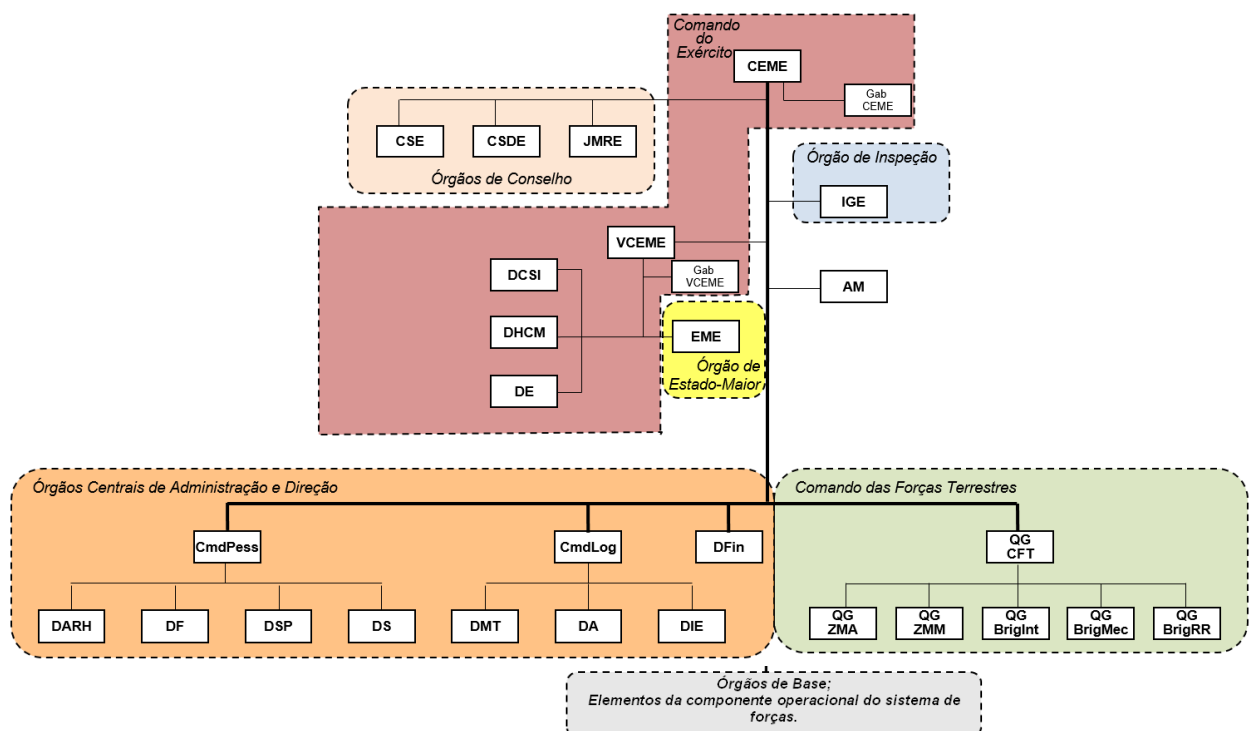 Comando
do
Exército
CEME
Gab
CEME
CSE
CSDE
JMRE
Órgãos de Conselho
Órgão de Inspeção
IGE
VCEME
Gab
VCEME
DCSI
AM
DHCM
EME
Órgão de
Estado-Maior
DE
Órgãos Centrais de Administração e Direção
Comando das Forças Terrestres
CmdPess
CmdLog
DFin
QG
CFT
DARH
DF
DSP
DS
DMT
DA
DIE
QG
ZMA
QG
ZMM
QG
BrigInt
QG
BrigMec
QG
BrigRR
Órgãos de Base;
Elementos da componente operacional do sistema de
forças.